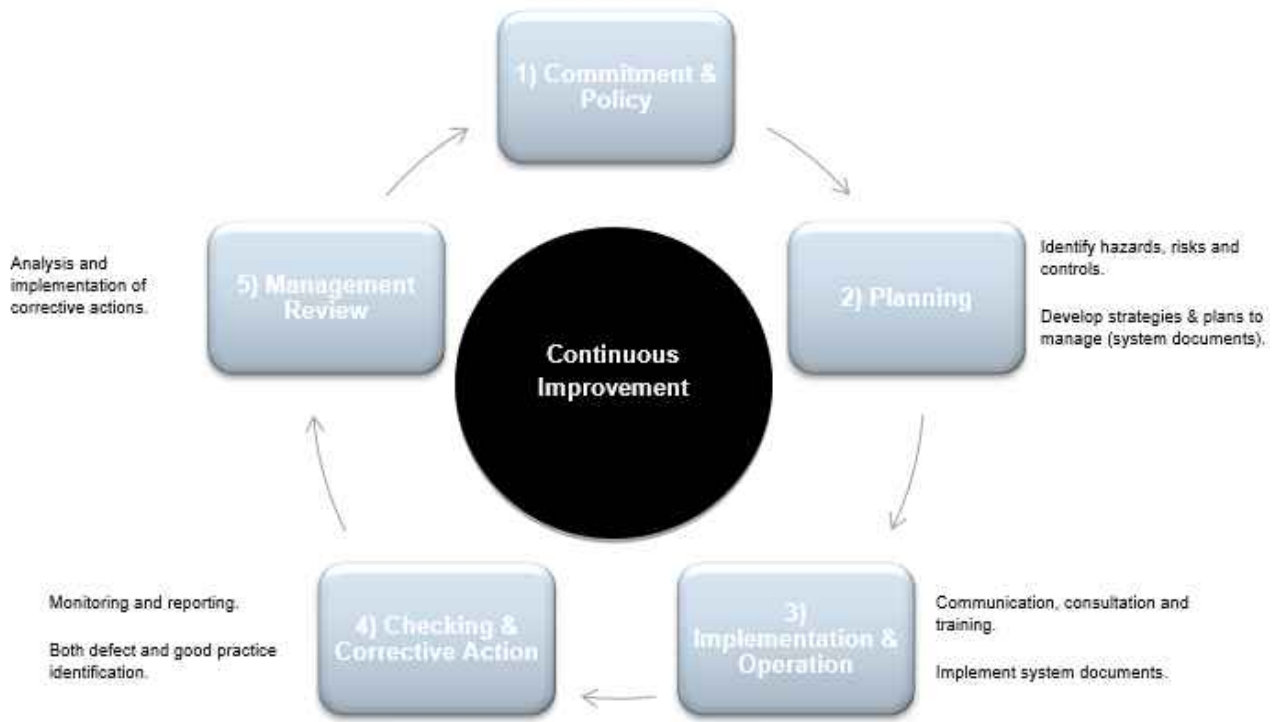 1) Commitment &
Policy
Identify hazards, risks and
controls.
Develop strategies & plans to
manage (system documents).
2) Planning
Communication, consultation and
training.
Implement system documents.
3)
Implementation &
Operation
4) Checking &
Corrective Action
Monitoring and reporting.
Both defect and good practice
identification.
5) Management
Review
Analysis and
implementation of
corrective actions.
Continuous
Improvement